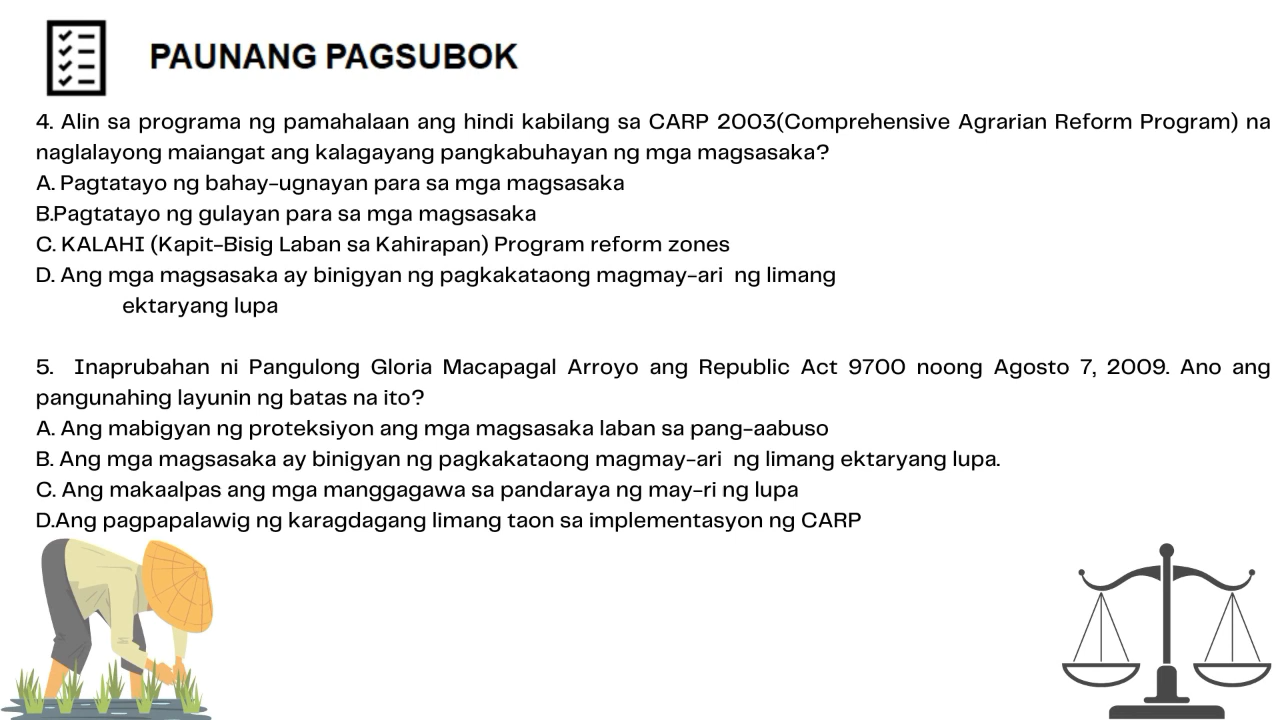 PAUNANG PAGSUBOK
4. Alin sa programa ng pamahalaan ang hindi kabilang sa CARP 2003(Comprehensive Agrarian Reform Program) na
naglalayong maiangat ang kalagayang pangkabuhayan ng mga magsasaka?
A. Pagtatayo ng bahay-ugnayan para sa mga magsasaka
B.Pagtatayo ng gulayan para sa mga magsasaka
C. KALAHI (Kapit-Bisig Laban sa Kahirapan) Program reform zones
D. Ang mga magsasaka ay binigyan ng pagkakataong magmay-ari ng limang
ektaryang lupa
5. Inaprubahan ni Pangulong Gloria Macapagal Arroyo ang Republic Act 9700 noong Agosto 7, 2009. Ano ang
pangunahing layunin ng batas na ito?
A. Ang mabigyan ng proteksiyon ang mga magsasaka laban sa pang-aabuso
B. Ang mga magsasaka ay binigyan ng pagkakataong magmay-ari ng limang ektaryang lupa.
C. Ang makaalpas ang mga manggagawa sa pandaraya ng may-ri ng lupa
D.Ang pagpapalawig ng karagdagang limang taon sa implementasyon ng CARP